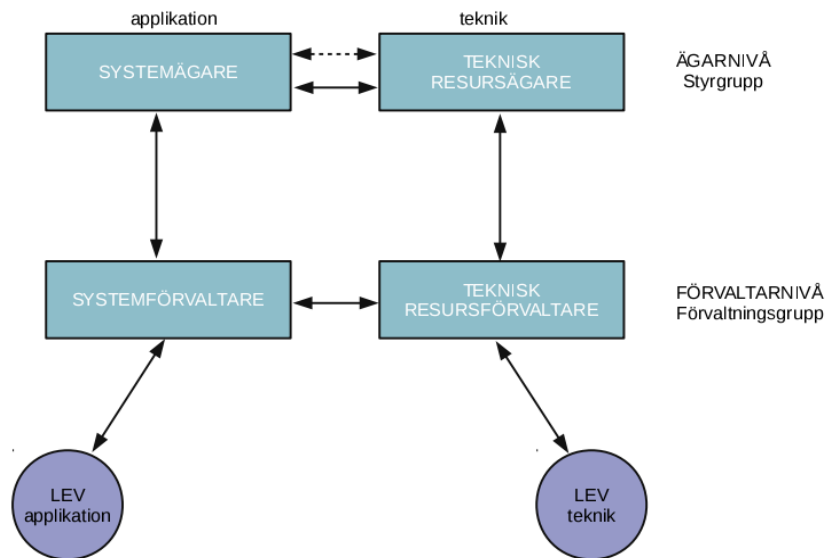 applikation
teknik
SYSTEMÄGARE
TEKNISK
RESURSÄGARE
ÄGARNIVÅ
Styrgrupp
SYSTEMFÖRVALTARE
TEKNISK
RESURSFÖRVALTARE
FÖRVALTARNIVÅ
Förvaltningsgrupp
LEV
applikation
LEV
teknik